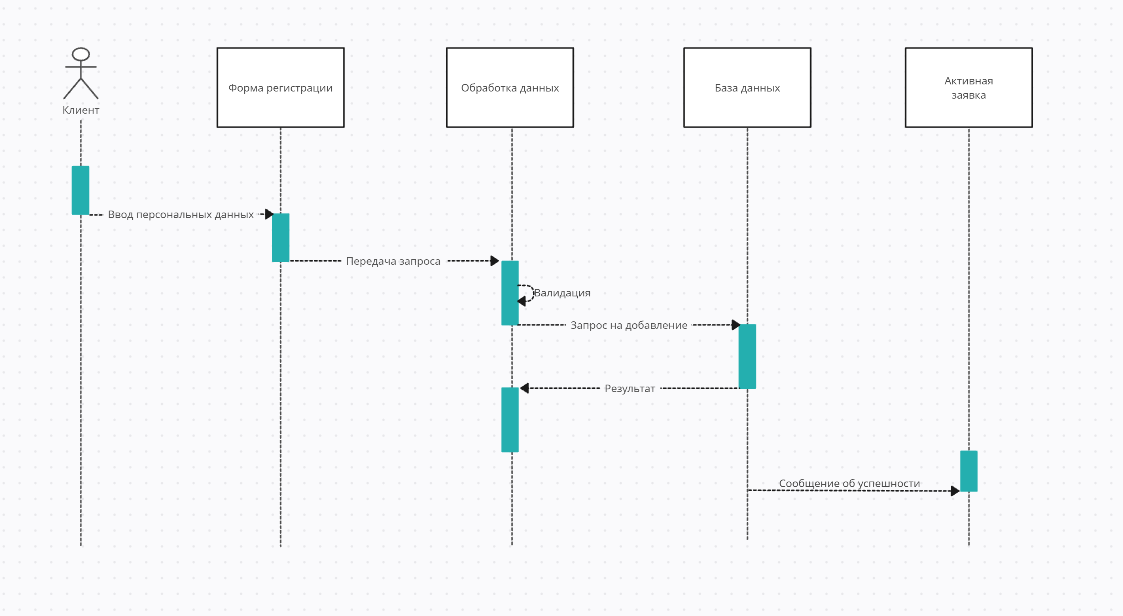 Клиент
Форма регистрации
Обработка данных
База данных
Активная
заявка
Ввод персональных данных
Передача запроса
Валидация
Запрос на добавление
Результат
Сообщение об успешности